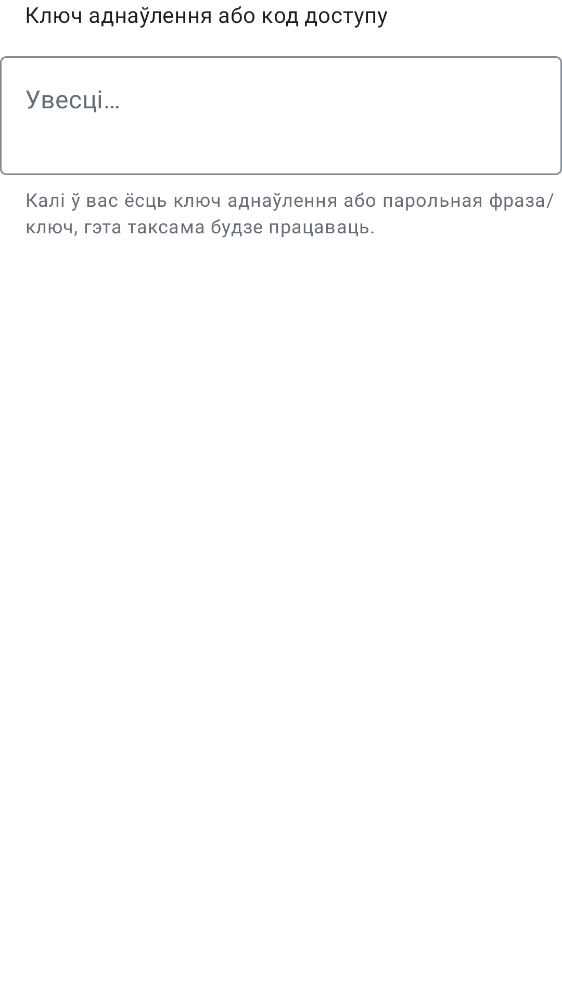 Ключ аднаўлення або код доступу
Увесці…
Калі ў вас ёсць ключ аднаўлення або парольная фраза/
ключ, гэта таксама будзе працаваць.